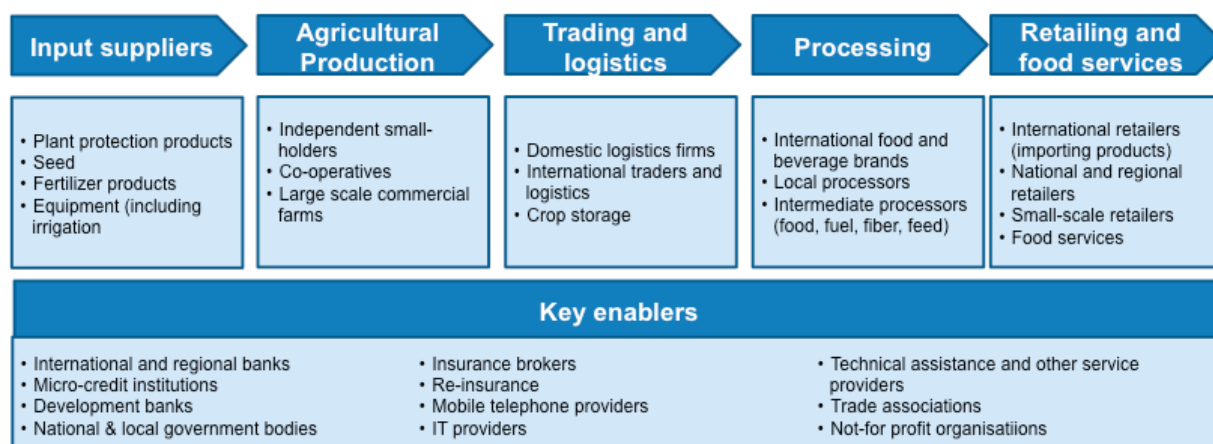 Input suppliers
Agricultural
Production
Trading and
logistics
Processing
Retailing and
food services
• Plant protection products
• Seed
• Fertilizer products
• Equipment (including
irrigation
• Independent small-
holders
• Co-operatives
• Large scale commercial
farms
• Domestic logistics firms
• International traders and
logistics
• Crop storage
• International food and
beverage brands
• Local processors
• Intermediate processors
(food, fuel, fiber, feed)
• International retailers
(importing products)
• National and regional
retailers
• Small-scale retailers
• Food services
Key enablers
• International and regional banks
• Micro-credit institutions
• Development banks
• National & local government bodies
• Insurance brokers
• Re-insurance
• Mobile telephone providers
• IT providers
• Technical assistance and other service
providers
• Trade associations
• Not-for profit organisatiions